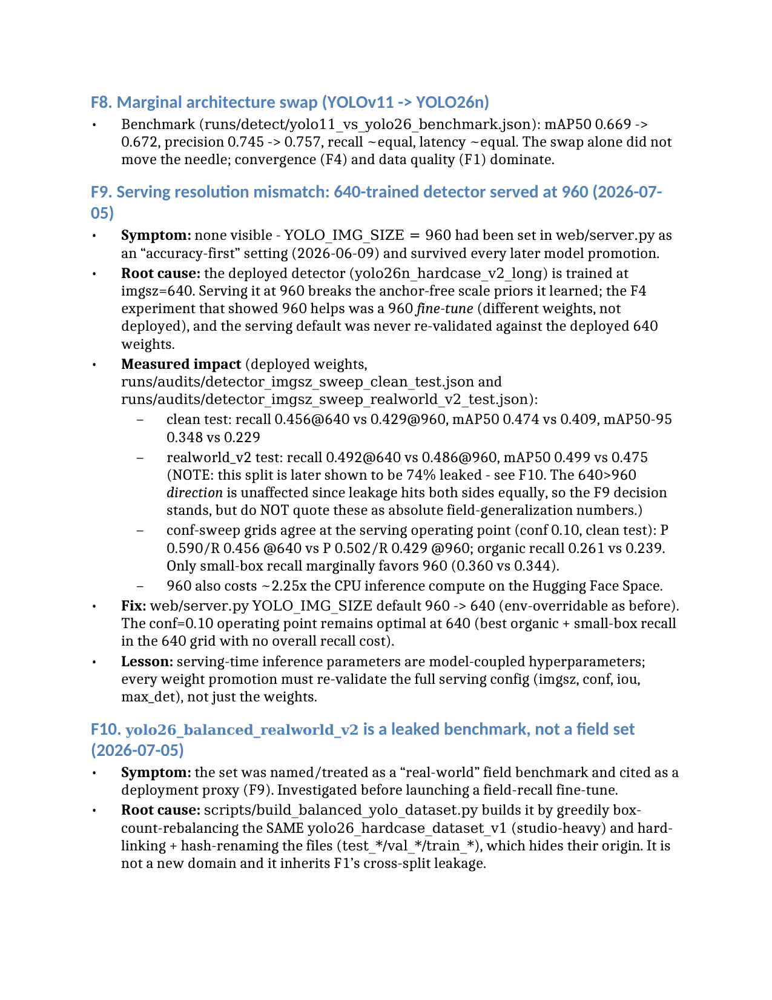 F8. Marginal architecture swap (YOLOv11 -> YOLO26n)
• Benchmark (runs/detect/yolo11_vs_yolo26_benchmark.json): mAP50 0.669 ->
0.672, precision 0.745 -> 0.757, recall ~equal, latency ~equal. The swap alone did not
move the needle; convergence (F4) and data quality (F1) dominate.
F9. Serving resolution mismatch: 640-trained detector served at 960 (2026-07-
05)
• Symptom: none visible - YOLO_IMG_SIZE = 960 had been set in web/server.py as
an “accuracy-first” setting (2026-06-09) and survived every later model promotion.
• Root cause: the deployed detector (yolo26n_hardcase_v2_long) is trained at
imgsz=640. Serving it at 960 breaks the anchor-free scale priors it learned; the F4
experiment that showed 960 helps was a 960 fine-tune (different weights, not
deployed), and the serving default was never re-validated against the deployed 640
weights.
• Measured impact (deployed weights,
runs/audits/detector_imgsz_sweep_clean_test.json and
runs/audits/detector_imgsz_sweep_realworld_v2_test.json):
– clean test: recall 0.456@640 vs 0.429@960, mAP50 0.474 vs 0.409, mAP50-95
0.348 vs 0.229
– realworld_v2 test: recall 0.492@640 vs 0.486@960, mAP50 0.499 vs 0.475
(NOTE: this split is later shown to be 74% leaked - see F10. The 640>960
direction is unaffected since leakage hits both sides equally, so the F9 decision
stands, but do NOT quote these as absolute field-generalization numbers.)
– conf-sweep grids agree at the serving operating point (conf 0.10, clean test): P
0.590/R 0.456 @640 vs P 0.502/R 0.429 @960; organic recall 0.261 vs 0.239.
Only small-box recall marginally favors 960 (0.360 vs 0.344).
– 960 also costs ~2.25x the CPU inference compute on the Hugging Face Space.
• Fix: web/server.py YOLO_IMG_SIZE default 960 -> 640 (env-overridable as before).
The conf=0.10 operating point remains optimal at 640 (best organic + small-box recall
in the 640 grid with no overall recall cost).
• Lesson: serving-time inference parameters are model-coupled hyperparameters;
every weight promotion must re-validate the full serving config (imgsz, conf, iou,
max_det), not just the weights.
F10. yolo26_balanced_realworld_v2 is a leaked benchmark, not a field set
(2026-07-05)
• Symptom: the set was named/treated as a “real-world” field benchmark and cited as a
deployment proxy (F9). Investigated before launching a field-recall fine-tune.
• Root cause: scripts/build_balanced_yolo_dataset.py builds it by greedily box-
count-rebalancing the SAME yolo26_hardcase_dataset_v1 (studio-heavy) and hard-
linking + hash-renaming the files (test_*/val_*/train_*), which hides their origin. It is
not a new domain and it inherits F1’s cross-split leakage.